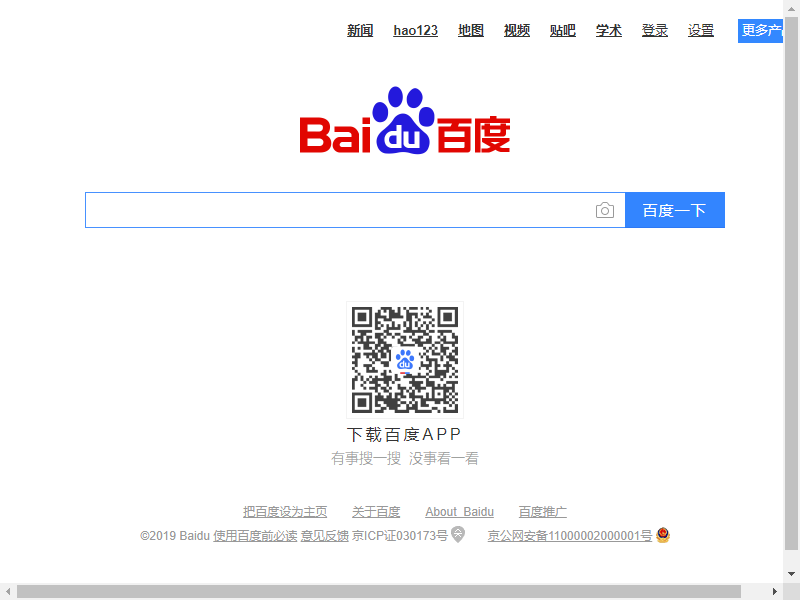 新闻 hao123 地图 视频 贴吧 学术 登录 设置 更多产
Bai du 百度
百度一下
du
下载百度APP
有事搜一搜 没事看一看
把百度设为主页 关于百度 About Baidu 百度推广
©2019 Baidu 使用百度前必读 意见反馈 京ICP证030173号 京公网安备11000002000001号